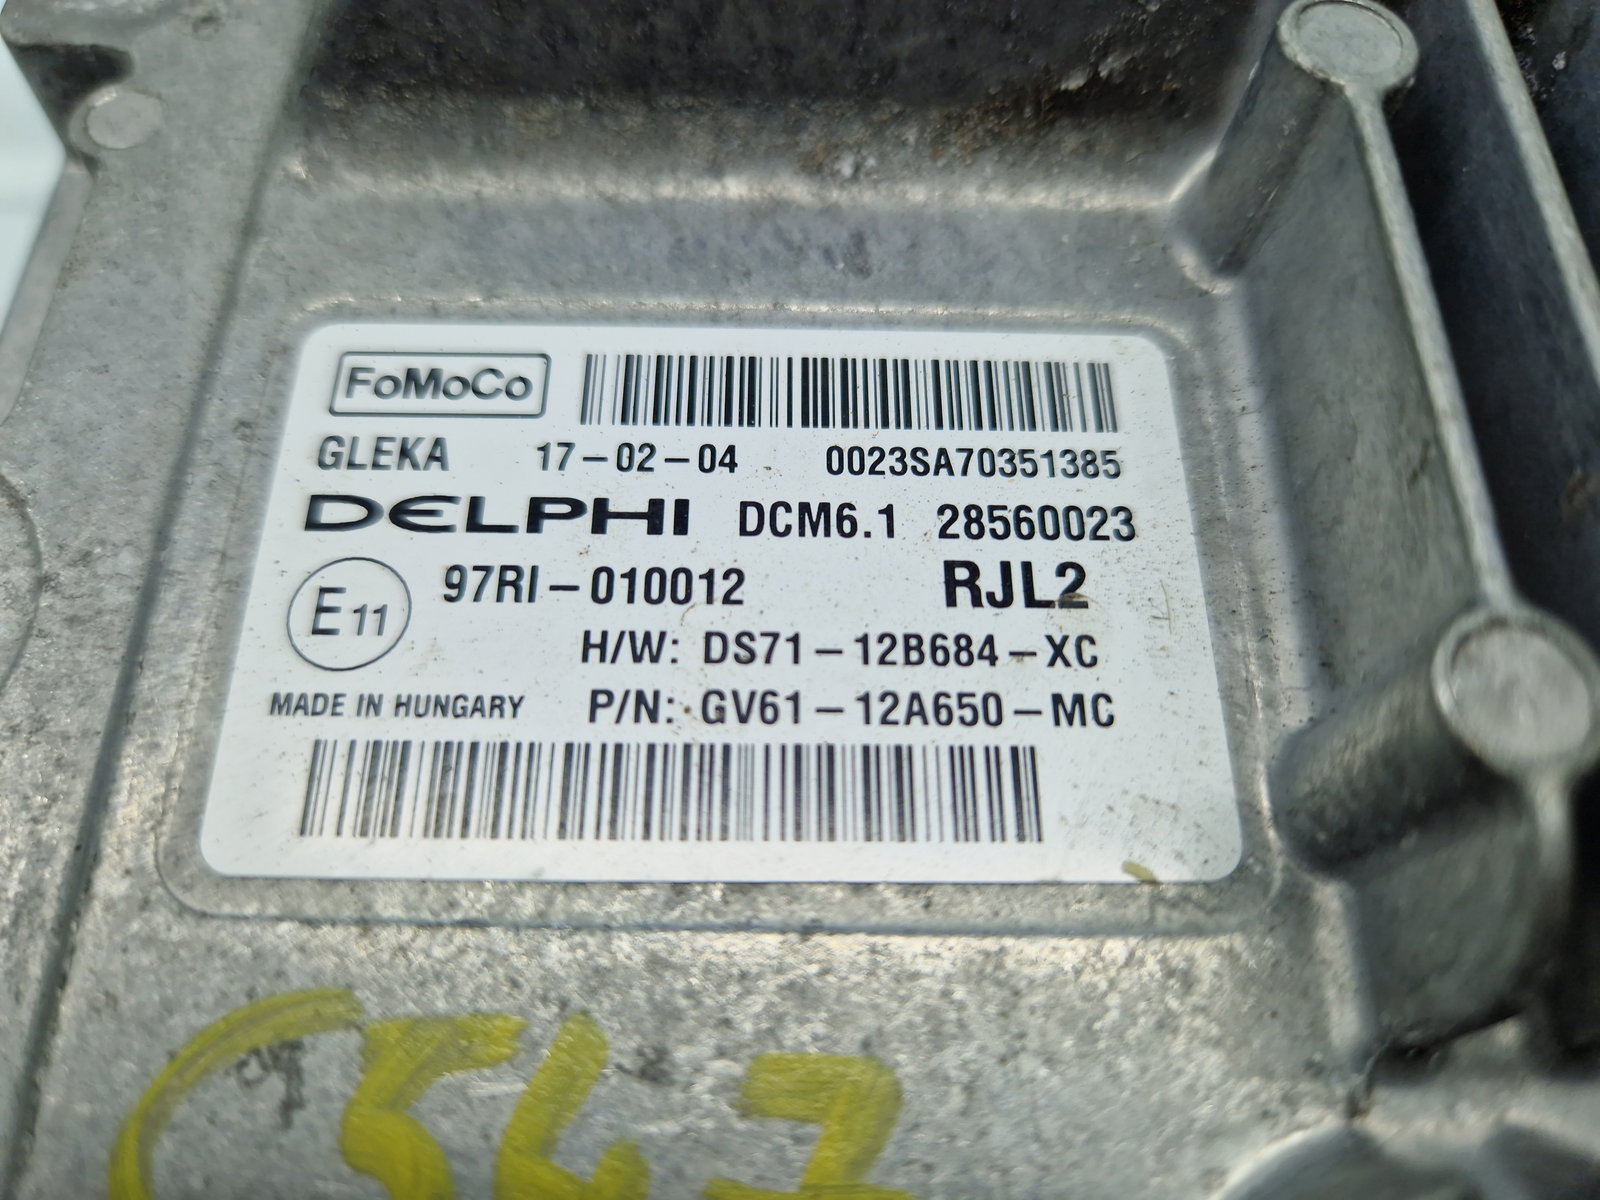 FoMoCo
GLEKA 17-02-04 0023SA70351385
DELPHI DCM6.1 28560023
E11 97RI-010012 RJL2
H/W: DS71-12B684-XC
MADE IN HUNGARY P/N: GV61-12A650-MC